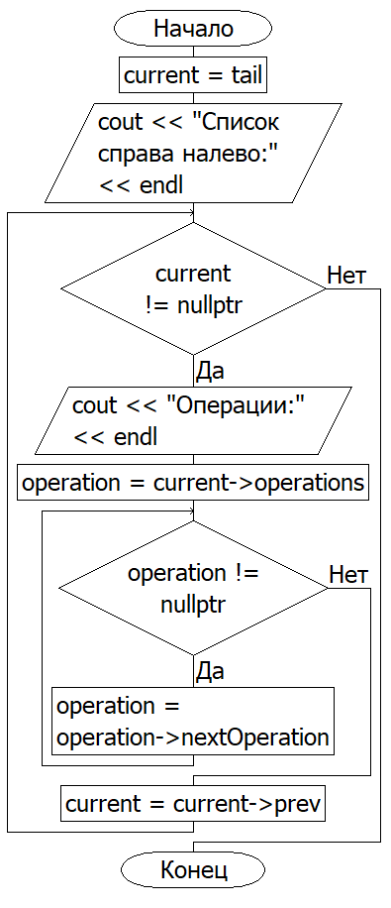 Начало
current = tail
cout << "Список
справа налево:"
<< endl
current
!= nullptr
Нет
Да
cout << "Операции:"
<< endl
operation = current->operations
operation !=
nullptr
Нет
Да
operation =
operation->nextOperation
current = current->prev
Конец